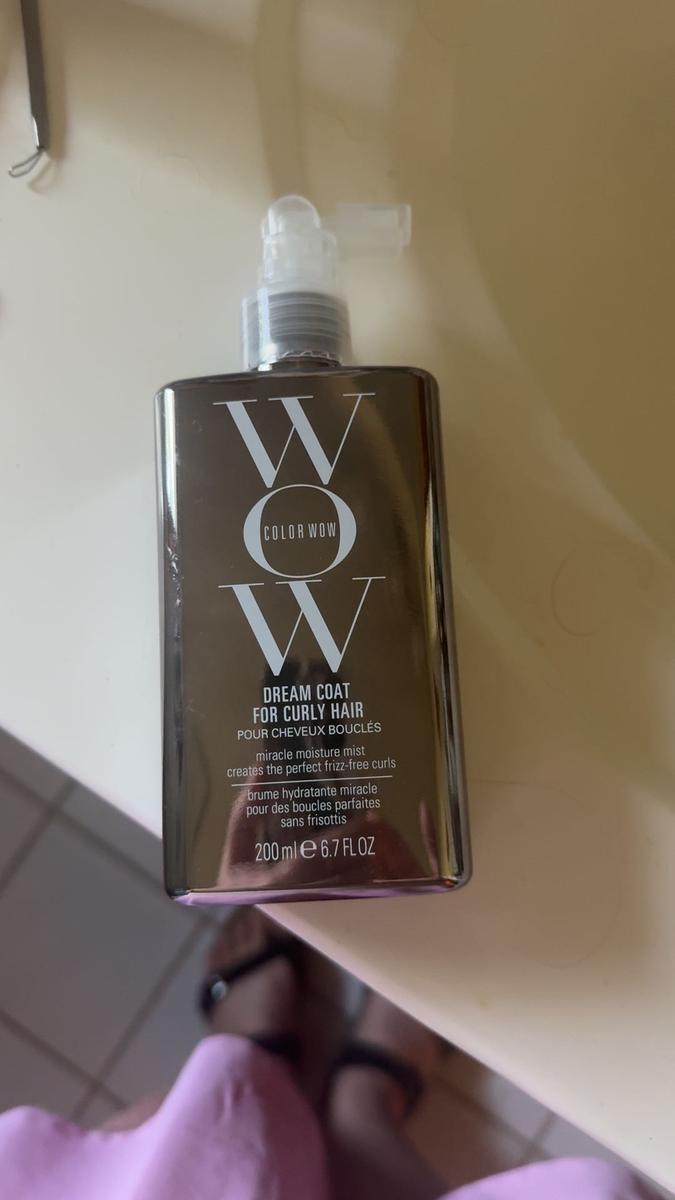 W
O
COLOR WOW
W
DREAM COAT
FOR CURLY HAIR
POUR CHEVEUX BOUCLÉS
miracle moisture mist
creates the perfect frizz-free curls
brume hydratante miracle
pour des boucles parfaites
sans frisottis
200 ml e 6.7 FL OZ